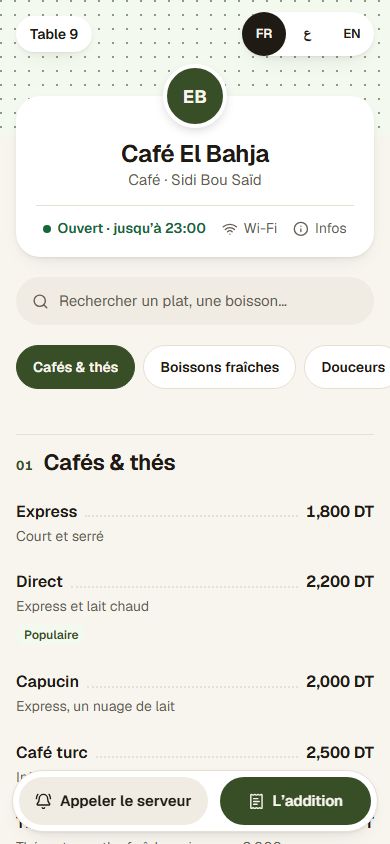 Table 9
FR ع EN
EB
Café El Bahja
Café · Sidi Bou Saïd
Ouvert · jusqu'à 23:00 Wi-Fi Infos
Rechercher un plat, une boisson…
Cafés & thés Boissons fraîches Douceurs
01 Cafés & thés
Express 1,800 DT
Court et serré
Direct 2,200 DT
Express et lait chaud
Populaire
Capucin 2,000 DT
Express, un nuage de lait
Café turc 2,500 DT
Appeler le serveur L'addition